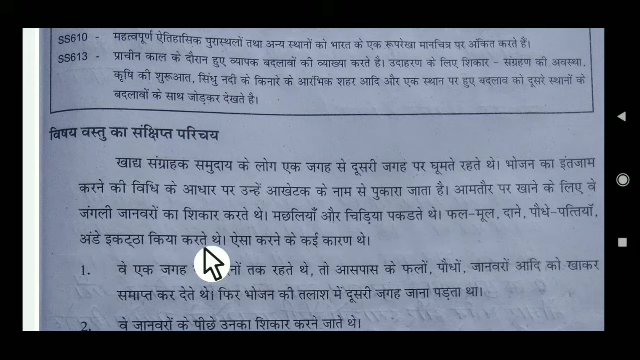 SS610 - महत्वपूर्ण ऐतिहासिक पुरास्थलों तथा अन्य स्थानों को भारत के एक रूपरेखा मानचित्र पर अंकित करते हैं।
SS613 - प्राचीन काल के दौरान हुए व्यापक बदलावों की व्याख्या करते है। उदाहरण के लिए शिकार - संग्रहण की अवस्था,
कृषि की शुरूआत, सिंधु नदी के किनारे के आरंभिक शहर आदि और एक स्थान पर हुए बदलाव को दूसरे स्थानों के
बदलावों के साथ जोड़कर देखते है।
विषय वस्तु का संक्षिप्त परिचय
खाद्य संग्राहक समुदाय के लोग एक जगह से दूसरी जगह पर घूमते रहते थे। भोजन का इंतजाम
करने की विधि के आधार पर उन्हें आखेटक के नाम से पुकारा जाता है। आमतौर पर खाने के लिए वे
जंगली जानवरों का शिकार करते थे। मछलियाँ और चिड़िया पकडते थे। फल-मूल, दाने, पौधे-पत्तियॉ,
अंडे इकट्ठा किया करते थे। ऐसा करने के कई कारण थे।
1. वे एक जगह तक रहते थे, तो आसपास के फलों, पौधों, जानवरों आदि को खाकर
समाप्त कर देते थे। फिर भोजन की तलाश में दूसरी जगह जाना पड़ता था।
2. वे जानवरों के पीछे उनका शिकार करने जाते थे।